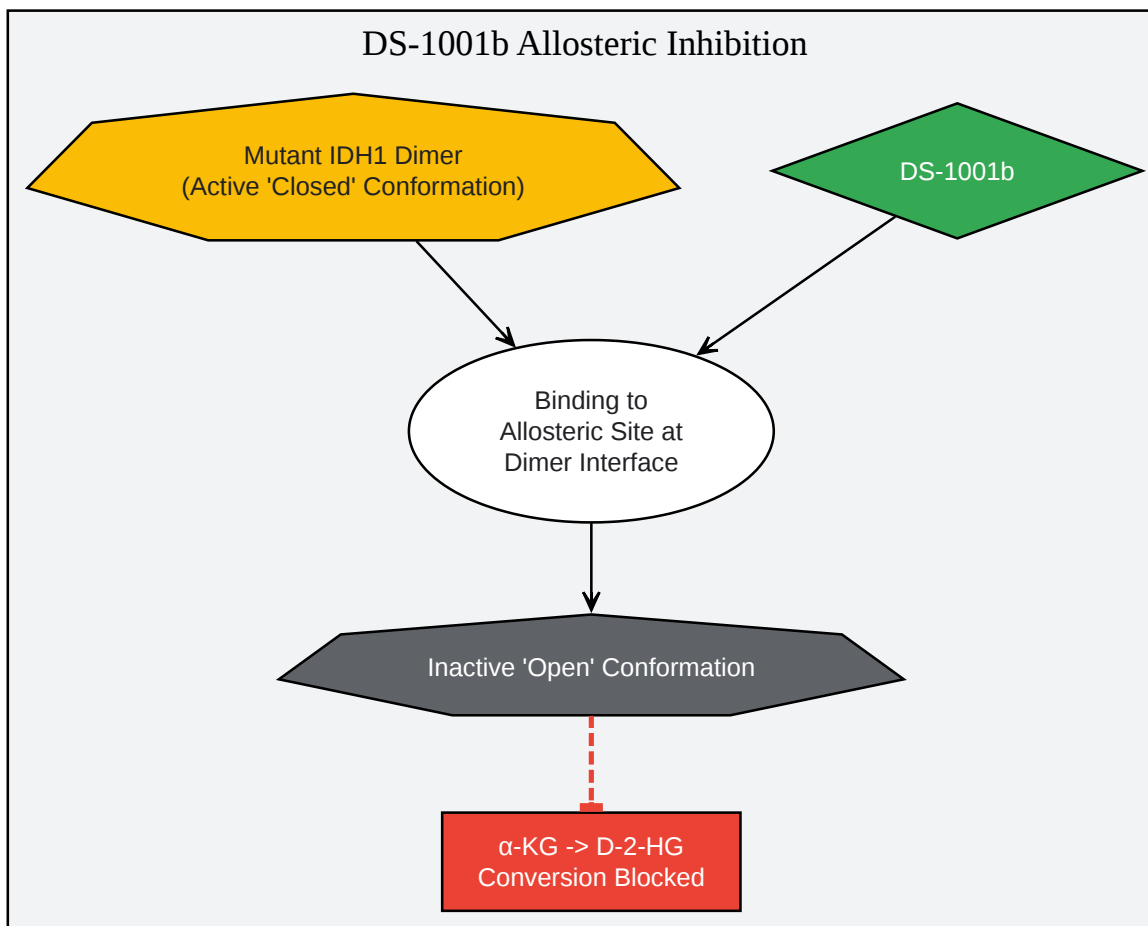 DS-1001b Allosteric Inhibition
Mutant IDH1 Dimer
(Active 'Closed' Conformation)
DS-1001b
Binding to
Allosteric Site at
Dimer Interface
Inactive 'Open' Conformation
α-KG -> D-2-HG
Conversion Blocked